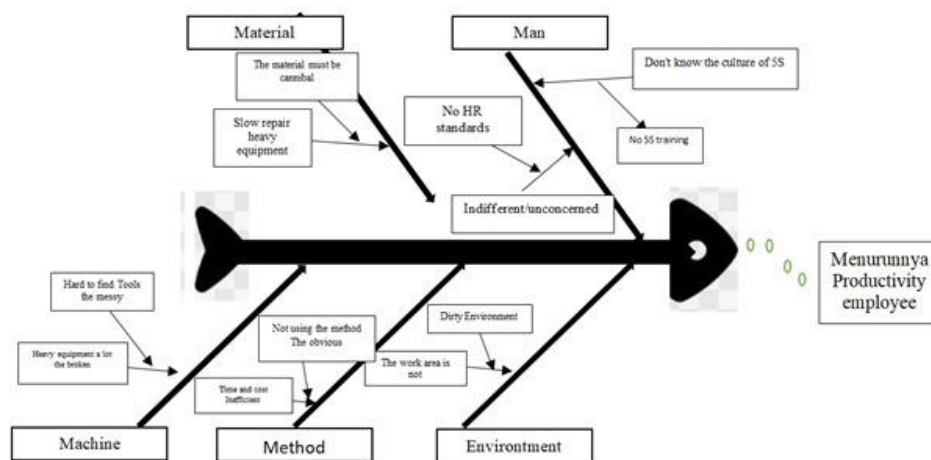 Material
Man
The material must be
cannibal
Don't know the culture of 5S
Slow repair
heavy
equipment
No HR
standards
No 5S training
Indifferent/unconcerned
Menurunnya
Productivity
employee
Hard to find Tools
the messy
Heavy equipment a lot
the broken
Not using the method
The obvious
Time and cost
Inafficient
Dirty Environment
The work area is
not
Machine
Method
Environtment